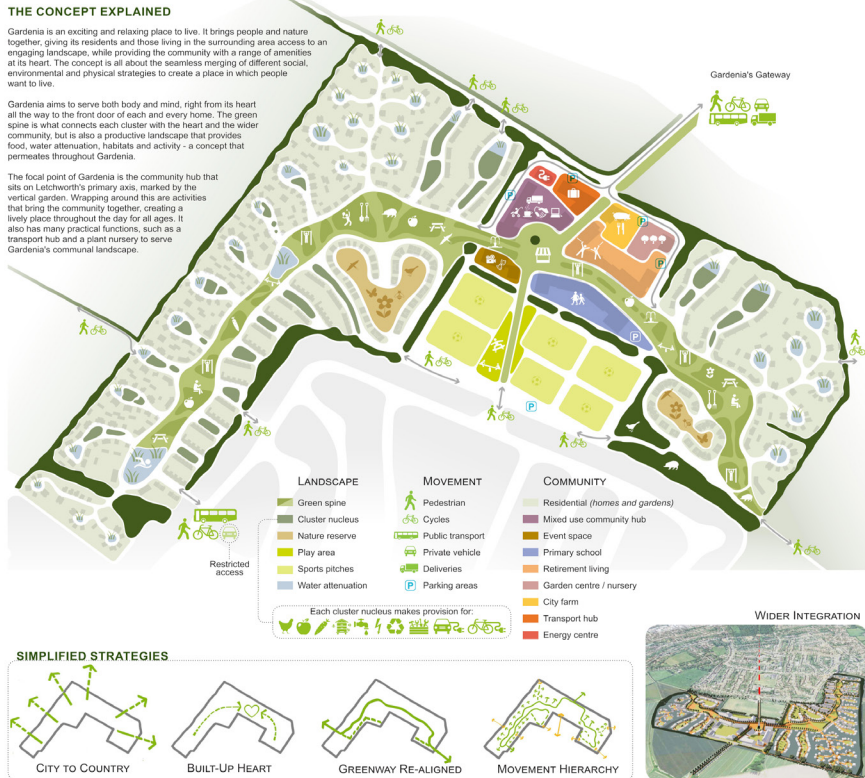 THE CONCEPT EXPLAINED
Gardenia is an exciting and relaxing place to live. It brings people and nature
together, giving its residents and those living in the surrounding area access to an
engaging landscape, while providing the community with a range of amenities
at its heart. The concept is all about the seamless merging of different social,
environmental and physical strategies to create a place in which people
want to live.
Gardenia aims to serve both body and mind, right from its heart
all the way to the front door of each and every home. The green
spine is what connects each cluster with the heart and the wider
community, but is also a productive landscape that provides
food, water attenuation, habitats and activity - a concept that
permeates throughout Gardenia.
The focal point of Gardenia is the community hub that
sits on Letchworth's primary axis, marked by the
vertical garden. Wrapping around this are activities
that bring the community together, creating a
lively place throughout the day for all ages. It
also has many practical functions, such as a
transport hub and a plant nursery to serve
Gardenia's communal landscape.
Gardenia's Gateway
P
P
P
P
P
Restricted
access
LANDSCAPE
Green spine
Cluster nucleus
Nature reserve
Play area
Sports pitches
Water attenuation
MOVEMENT
Pedestrian
Cycles
Public transport
Private vehicle
Deliveries
P Parking areas
COMMUNITY
Residential (homes and gardens)
Mixed use community hub
Event space
Primary school
Retirement living
Garden centre / nursery
City farm
Transport hub
Energy centre
Each cluster nucleus makes provision for:
WIDER INTEGRATION
SIMPLIFIED STRATEGIES
CITY TO COUNTRY
BUILT-UP HEART
GREENWAY RE-ALIGNED
MOVEMENT HIERARCHY